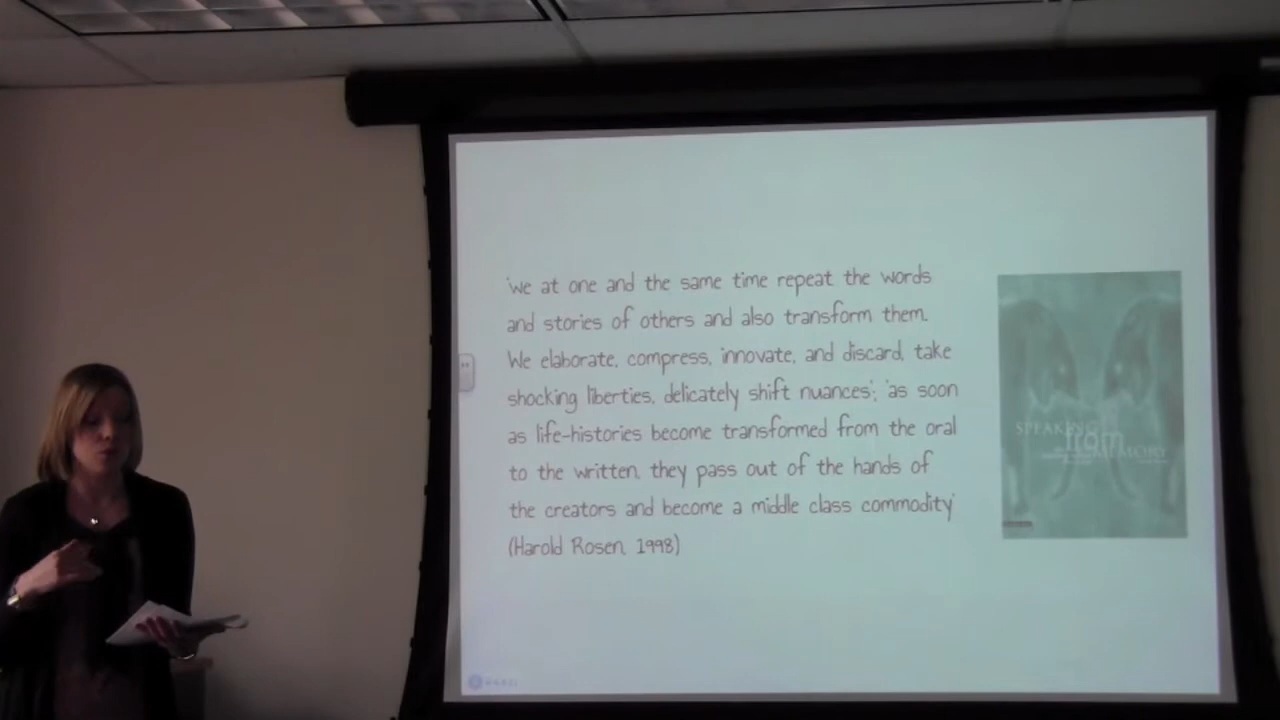 'we at one and the same time repeat the words
and stories of others and also transform them.
We elaborate, compress, innovate, and discard, take
shocking liberties, delicately shift nuances'; 'as soon
as life-histories become transformed from the oral
to the written, they pass out of the hands of
the creators and become a middle class commodity'
(Harold Rosen, 1998)
SPEAKING
from
MEMORY